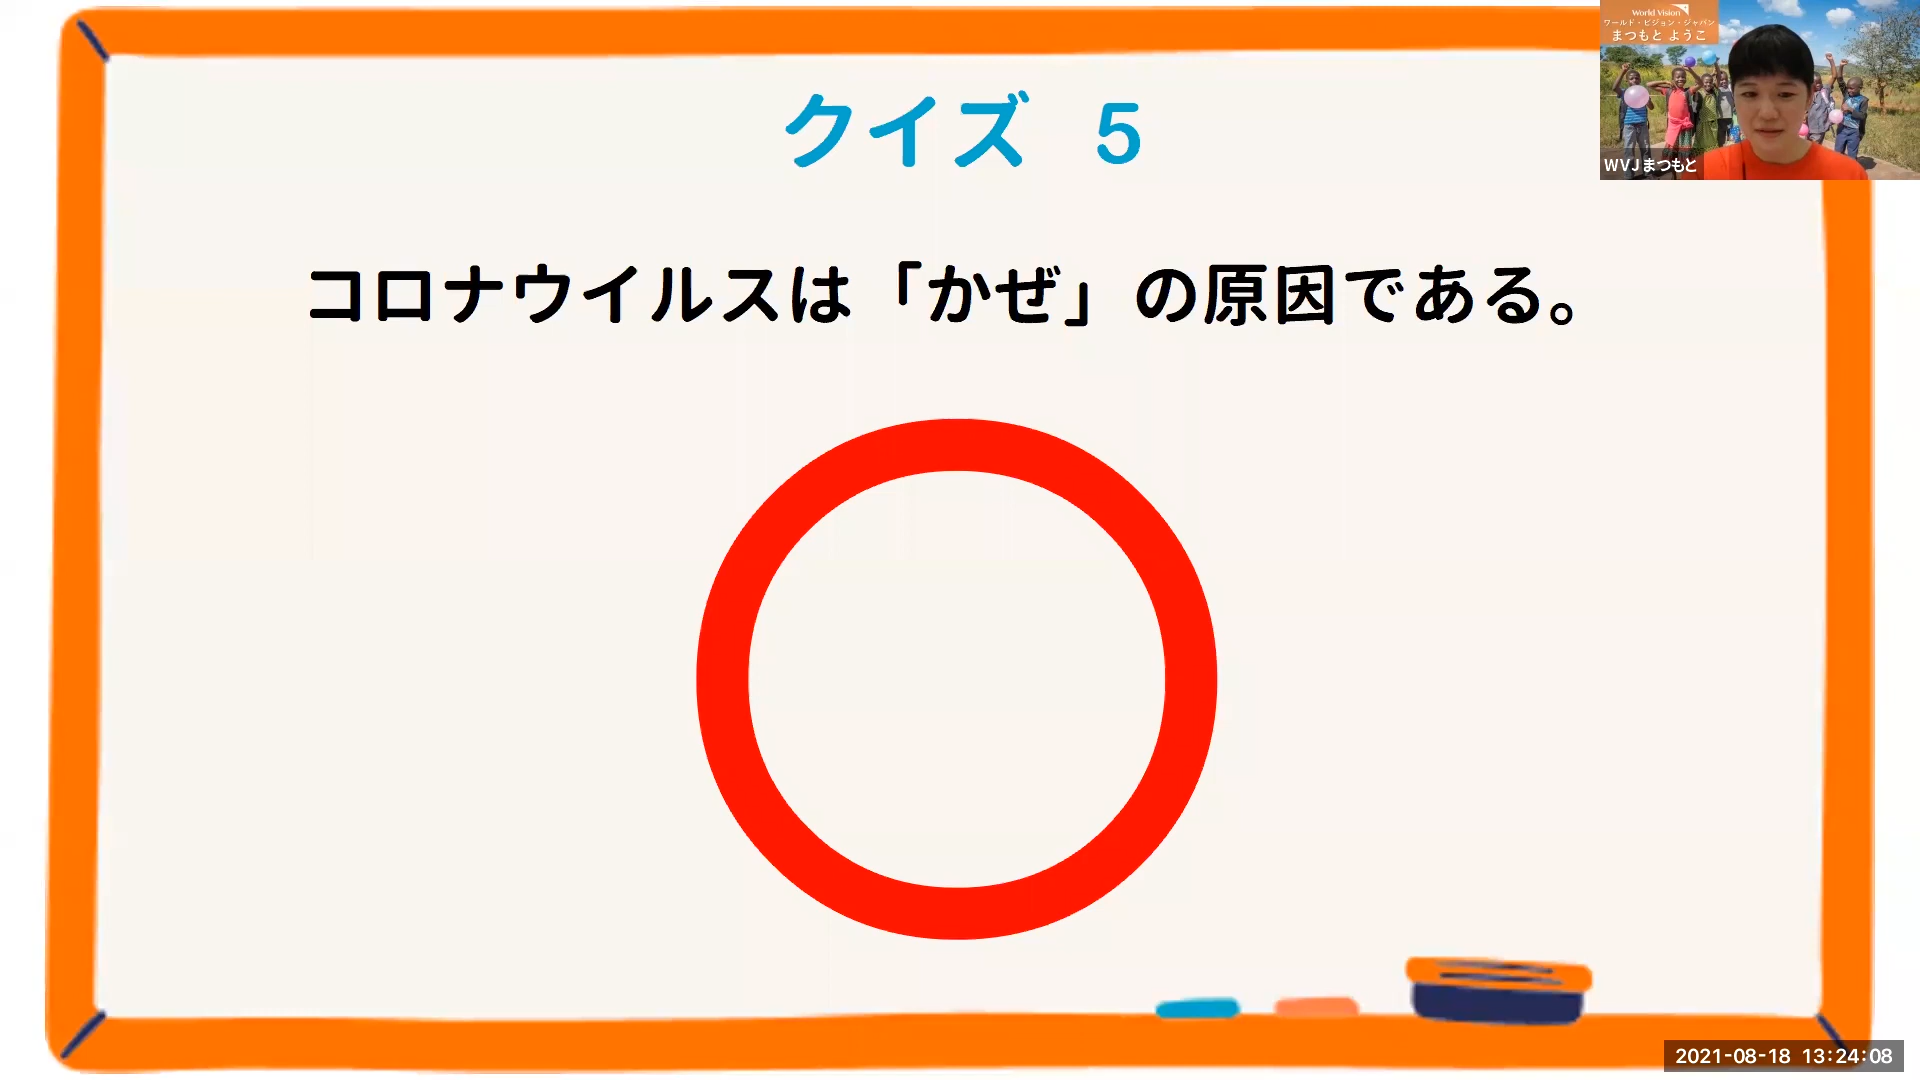 クイズ 5
コロナウイルスは「かぜ」の原因である。
World Vision
ワールド・ビジョン・ジャパン
まつもと ようこ
WVJまつもと
2021-08-18 13:24:08